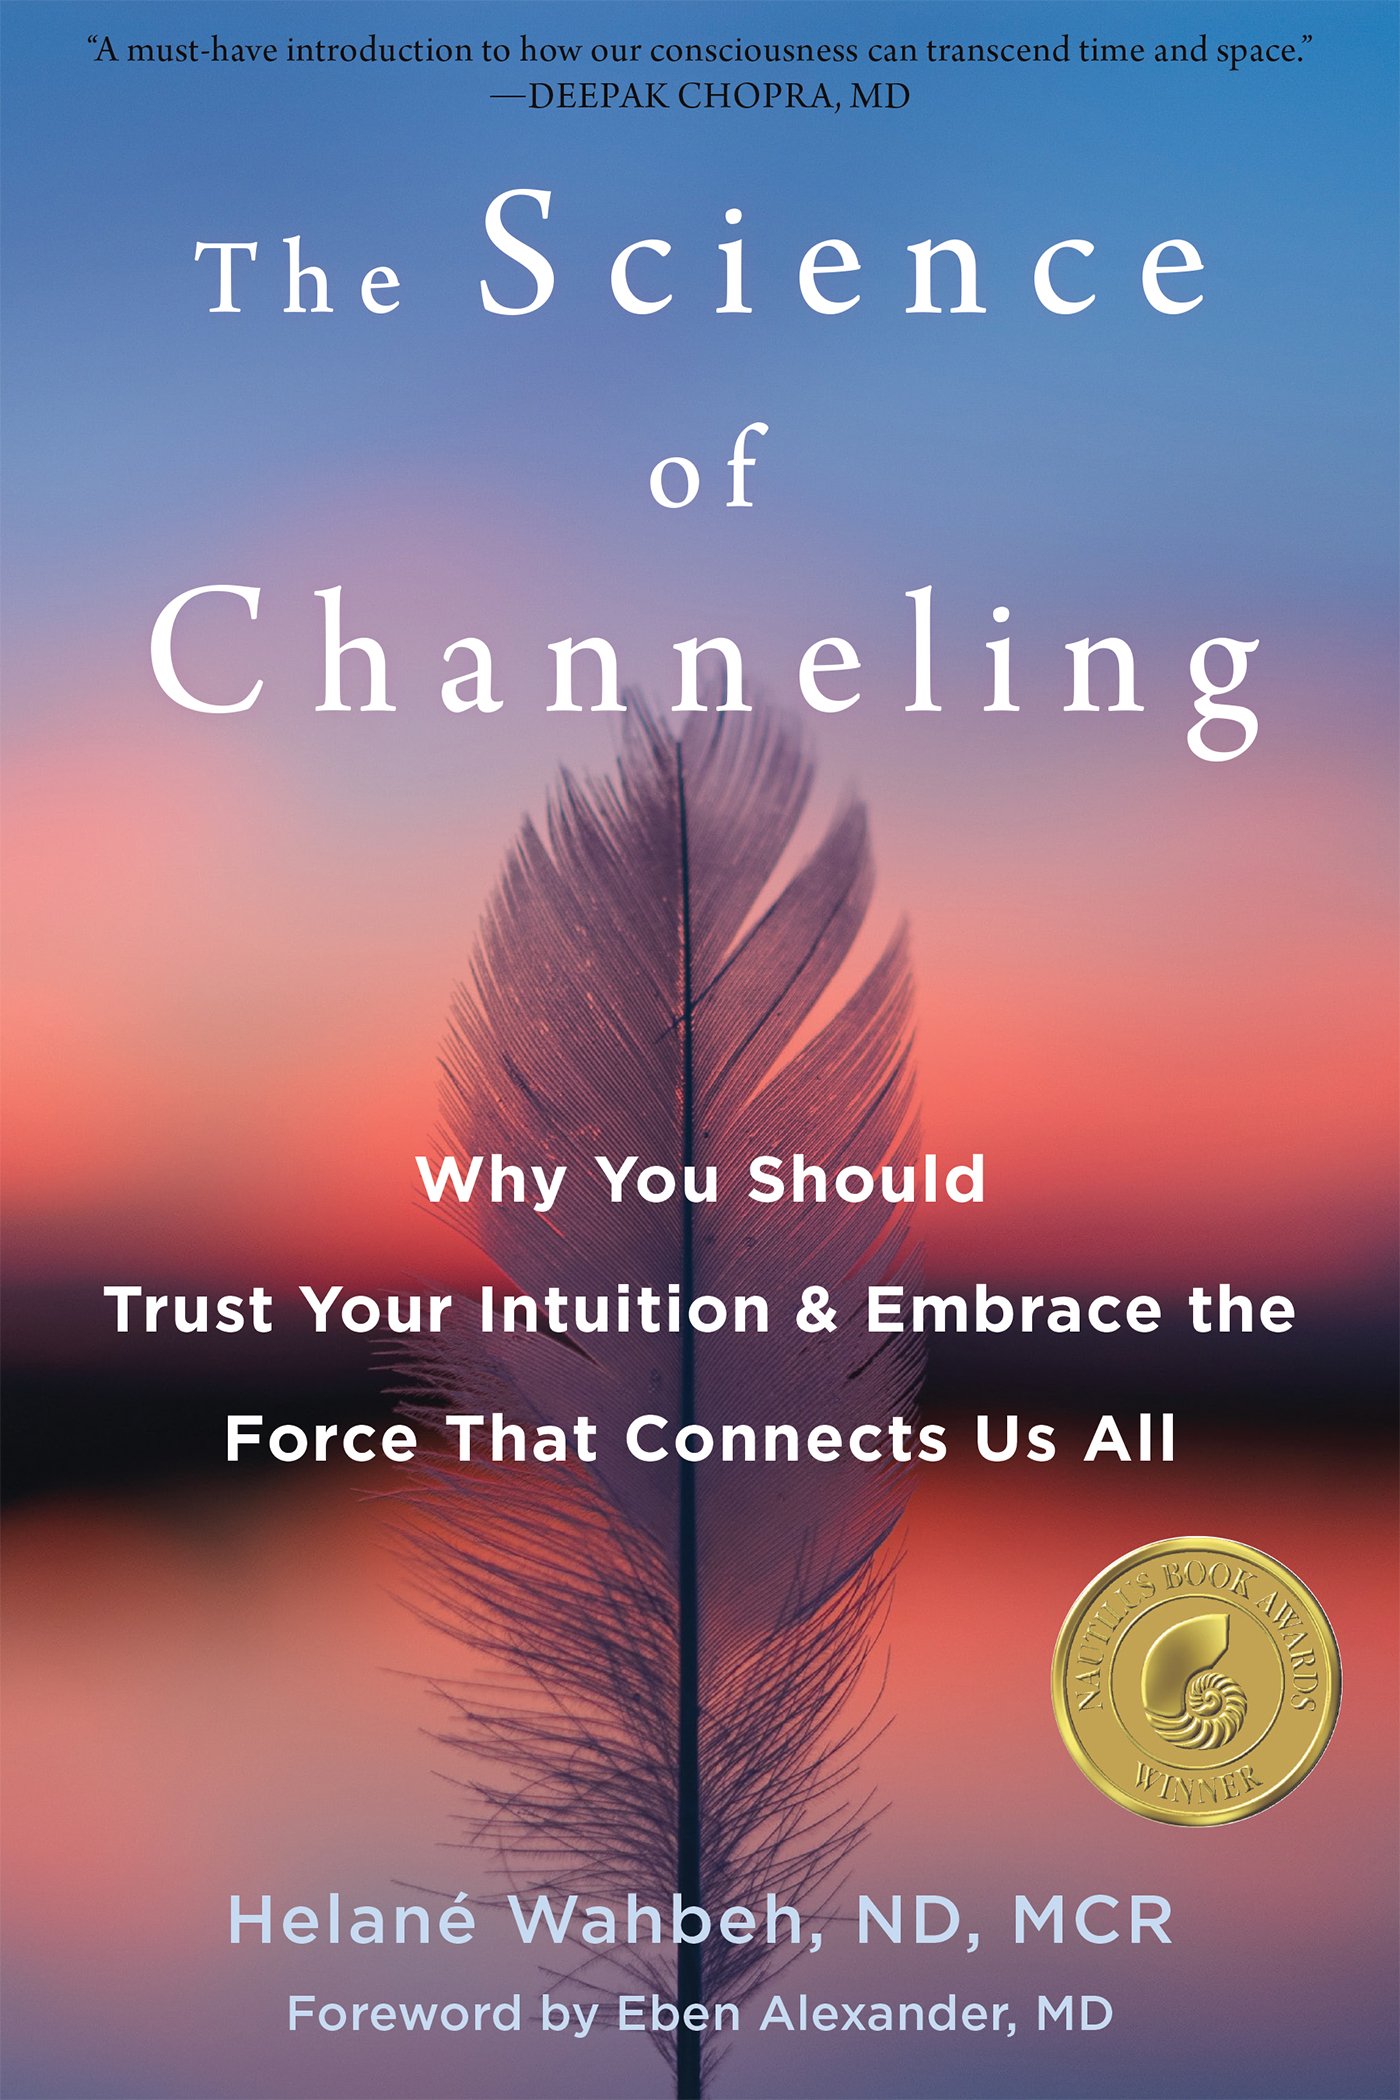 “A must-have introduction to how our consciousness can transcend time and space.”
—DEEPAK CHOPRA, MD
The Science
of
Channeling
Why You Should
Trust Your Intuition & Embrace the
Force That Connects Us All
NAUTILUS BOOK AWARDS
WINNER
Helané Wahbeh, ND, MCR
Foreword by Eben Alexander, MD